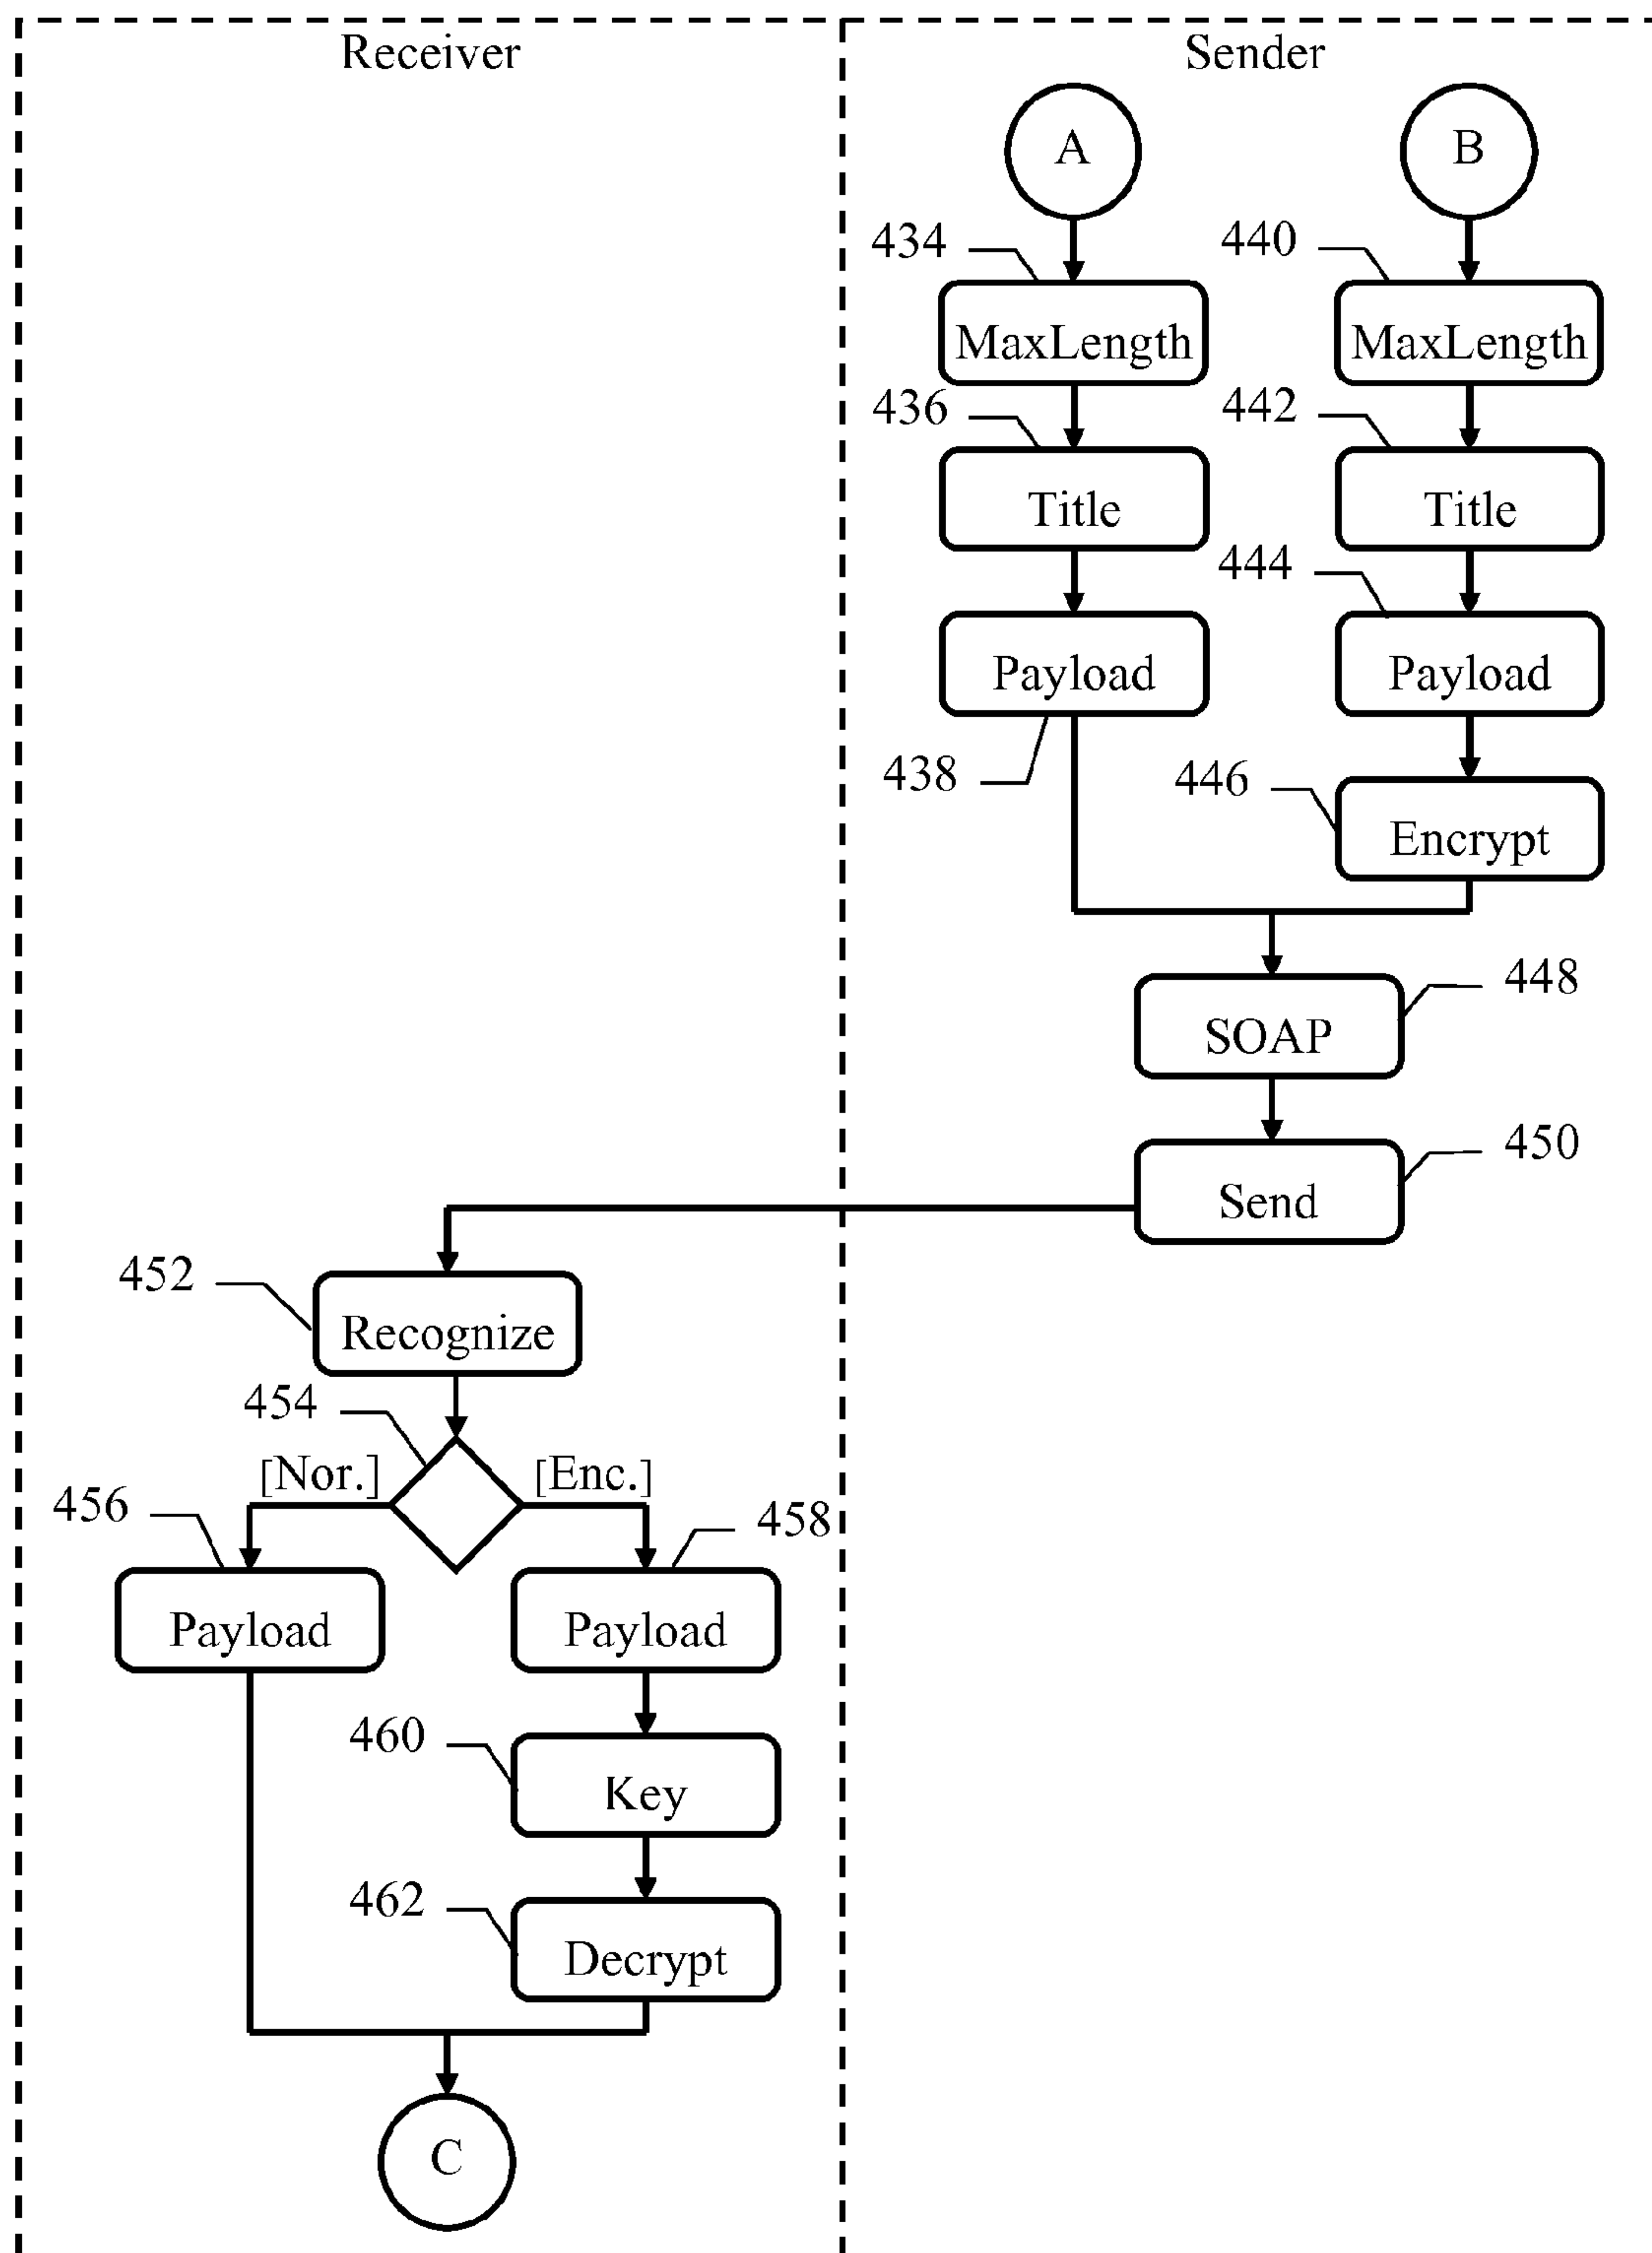 Receiver
Sender
A
B
434
440
MaxLength
MaxLength
436
442
Title
Title
444
Payload
Payload
438
446
Encrypt
448
SOAP
450
Send
452
Recognize
454
[Nor.]
[Enc.]
456
458
Payload
Payload
460
Key
462
Decrypt
C